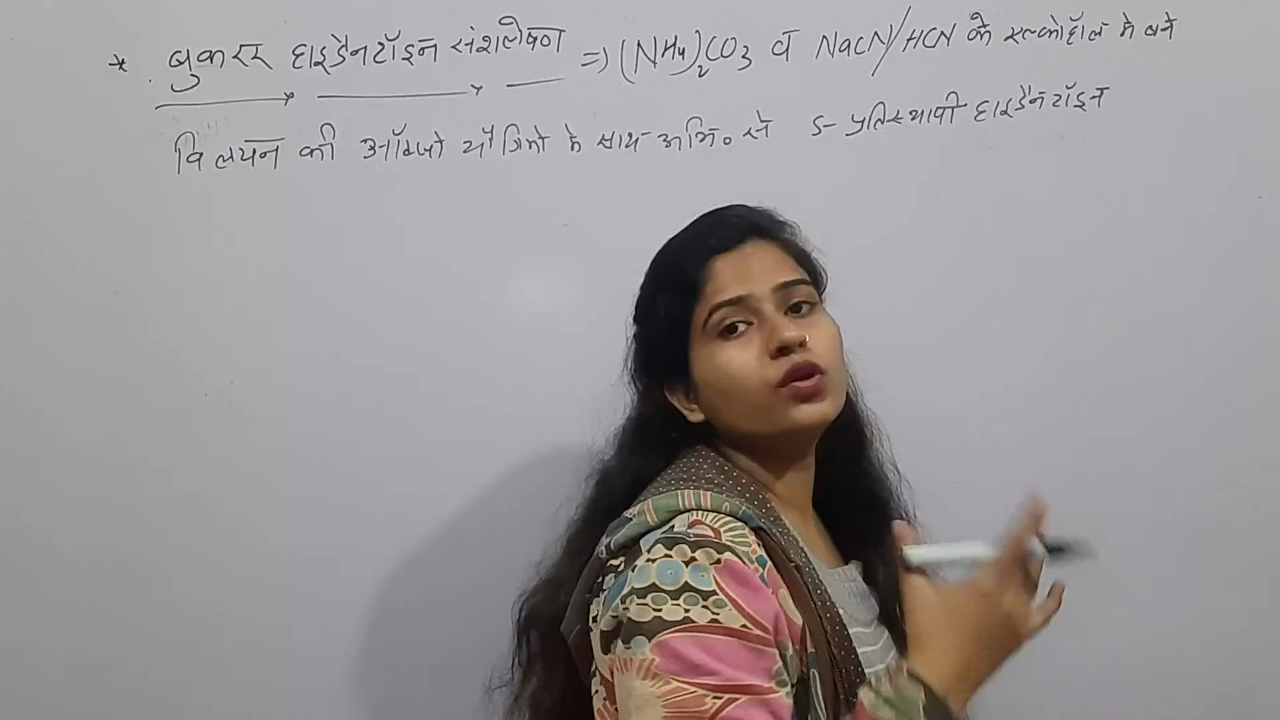 * बुकरर हाइडेनटॉइन संश्लेषण => (NH4)2CO3 व NaCN/HCN के एल्कोहॉल मे बने
विलयन की ऑक्सो यौगिको के साथ अभि० से 5- प्रतिस्थापी हाइडेनटॉइन